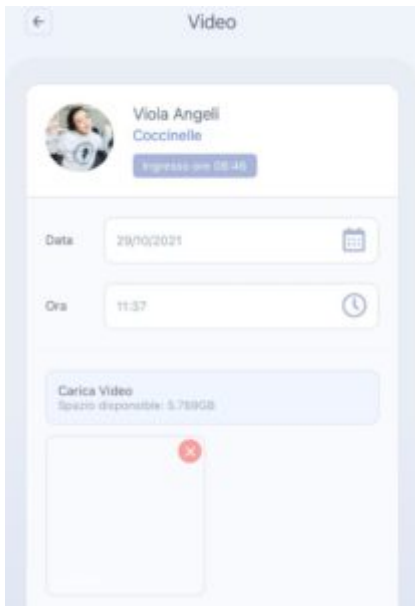 Video
Viola Angeli
Coccinelle
Ingresso ore 08:46
Data
29/10/2021
Ora
11:37
Carica Video
Spazio disponibile: 5.789GB